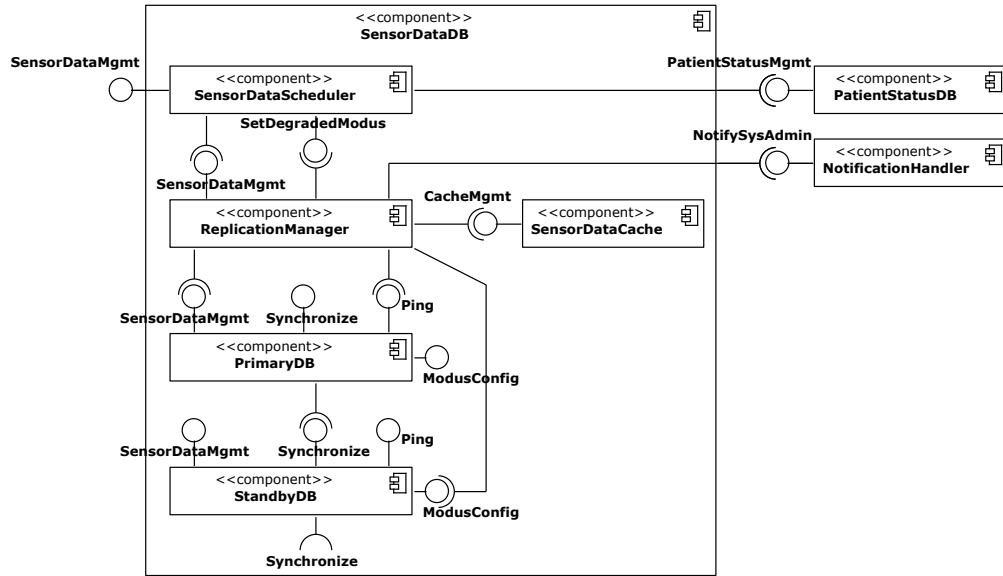 <<component>>
SensorDataDB
SensorDataMgmt
<<component>>
SensorDataScheduler
PatientStatusMgmt
<<component>>
PatientStatusDB
SetDegradedModus
NotifySysAdmin
<<component>>
NotificationHandler
SensorDataMgmt
<<component>>
ReplicationManager
CacheMgmt
<<component>>
SensorDataCache
SensorDataMgmt
Synchronize
Ping
<<component>>
PrimaryDB
ModusConfig
SensorDataMgmt
Synchronize
Ping
<<component>>
StandbyDB
ModusConfig
Synchronize